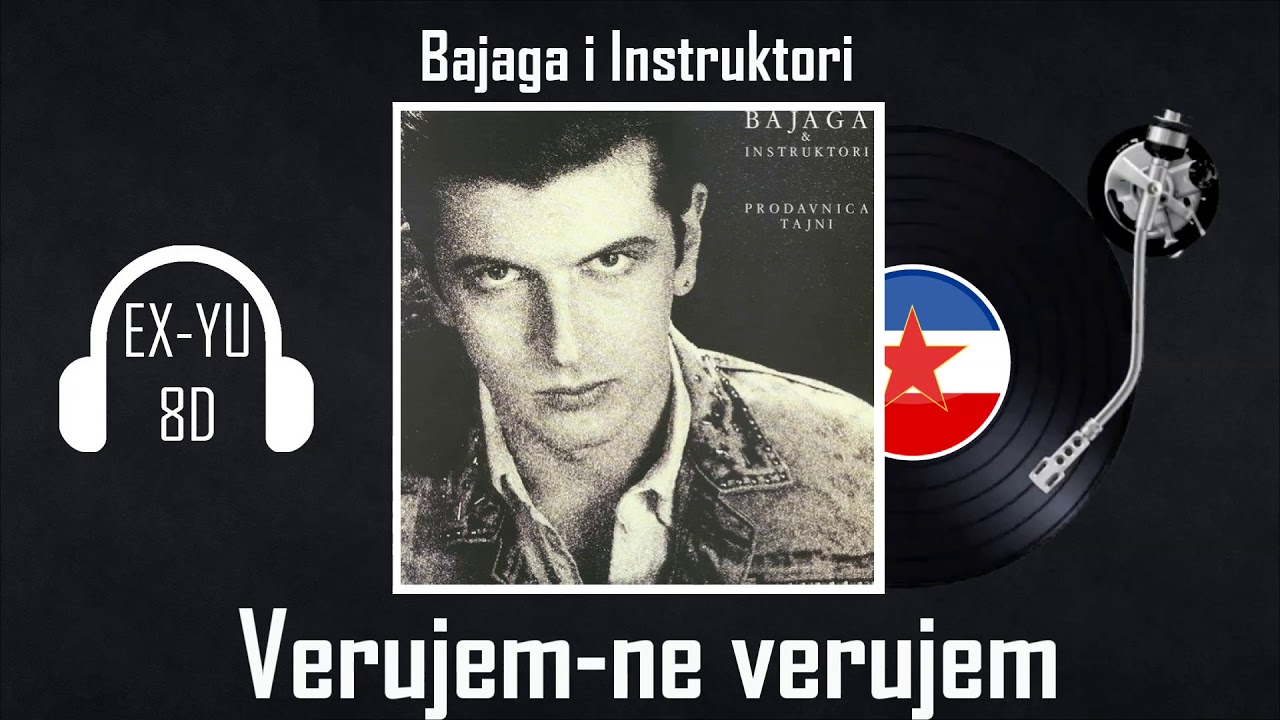 Bajaga i Instruktori
BAJAGA
&
INSTRUKTORI
PRODAVNICA
TAJNI
EX-YU
8D
Verujem-ne verujem